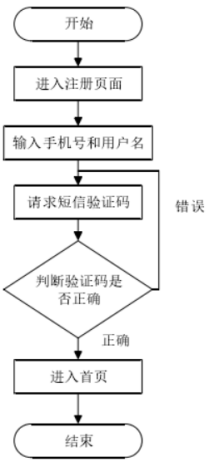 开始
进入注册页面
输入手机号和用户名
请求短信验证码
错误
判断验证码是
否正确
正确
进入首页
结束